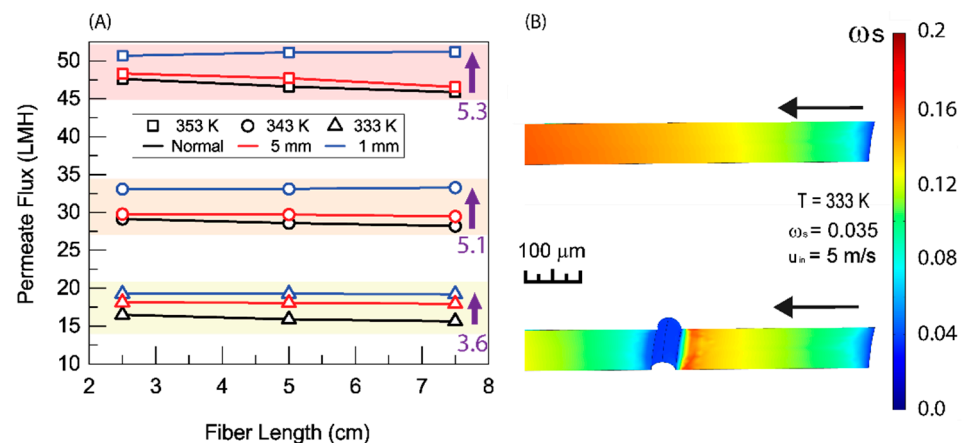 (A)
Permeate Flux (LMH)
50
45
40
35
30
25
20
15
10
2
3
4
5
6
7
8
Fiber Length (cm)
353 K
343 K
333 K
Normal
5 mm
1 mm
5.3
5.1
3.6
(B)
ωs
0.2
0.16
0.12
0.08
0.04
0.0
T = 333 K
ωs = 0.035
uin = 5 m/s
100 μm